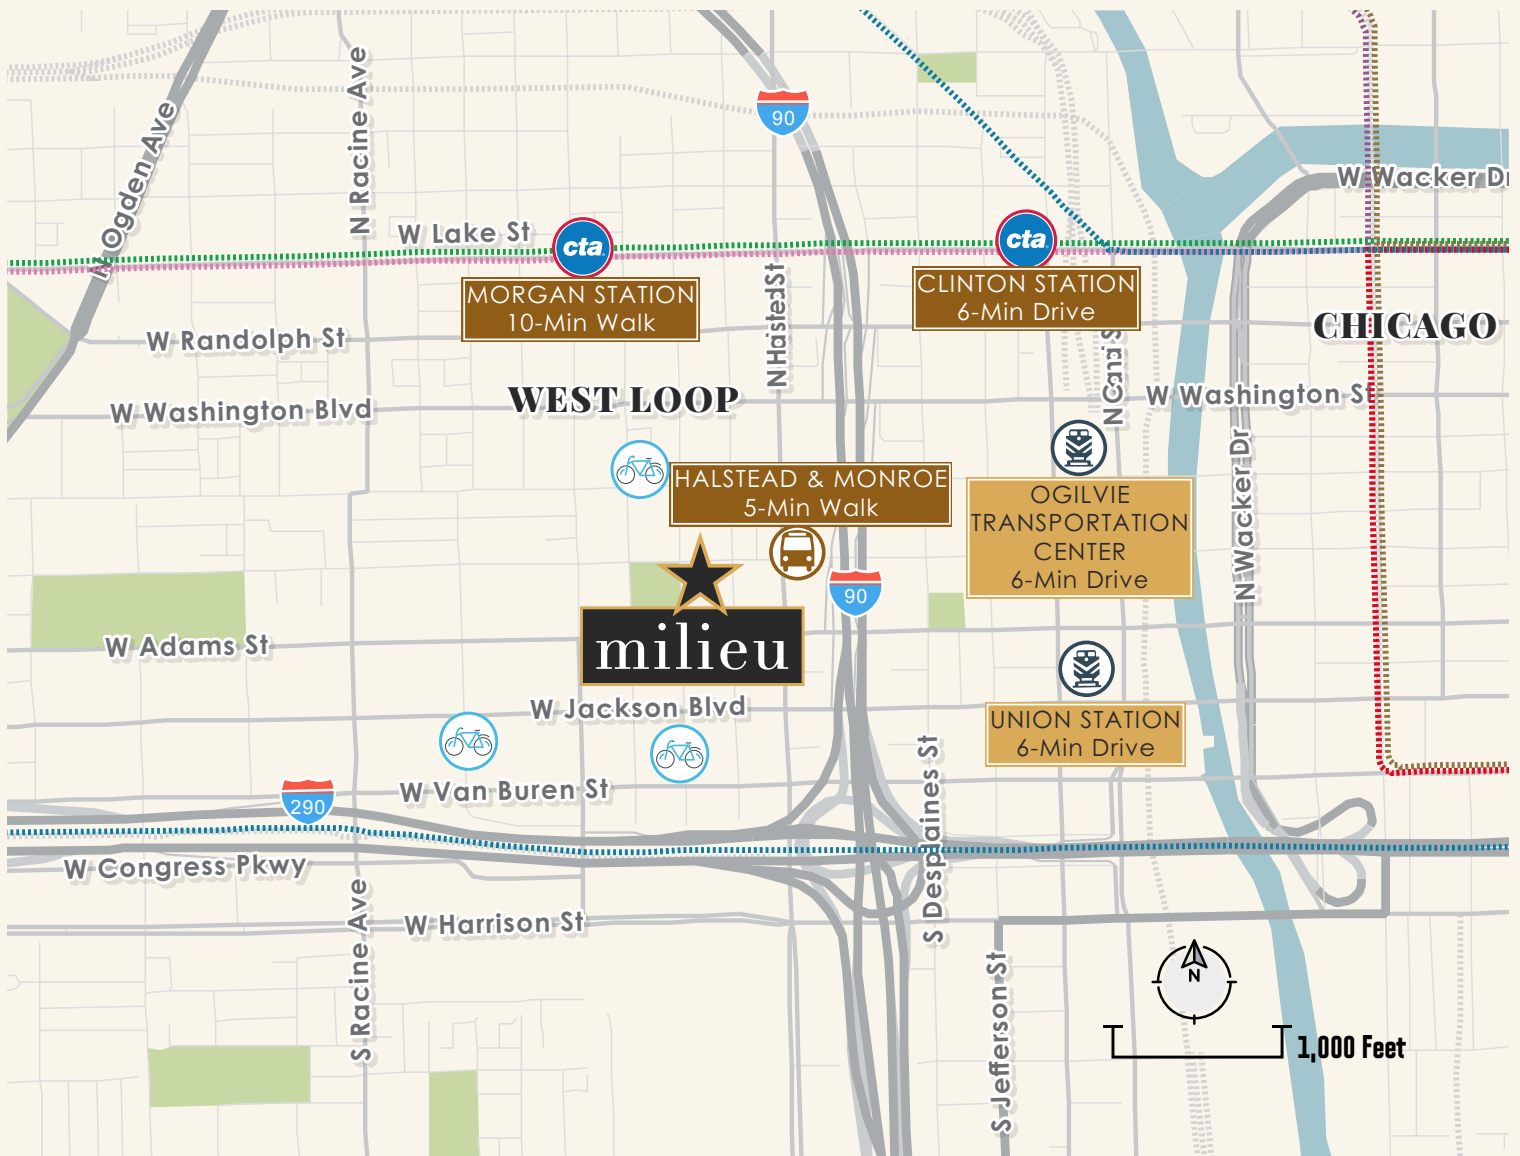 N Ogden Ave
N Racine Ave
90
W Wacker Dr
W Lake St
cta
cta
MORGAN STATION
10-Min Walk
CLINTON STATION
6-Min Drive
N Halsted St
W Randolph St
CHICAGO
N Canal St
W Washington Blvd
WEST LOOP
W Washington St
HALSTEAD & MONROE
5-Min Walk
OGILVIE
TRANSPORTATION
CENTER
6-Min Drive
N Wacker Dr
90
W Adams St
milieu
W Jackson Blvd
UNION STATION
6-Min Drive
W Van Buren St
290
S Desplaines St
W Congress Pkwy
W Harrison St
S Racine Ave
S Jefferson St
N
1,000 Feet